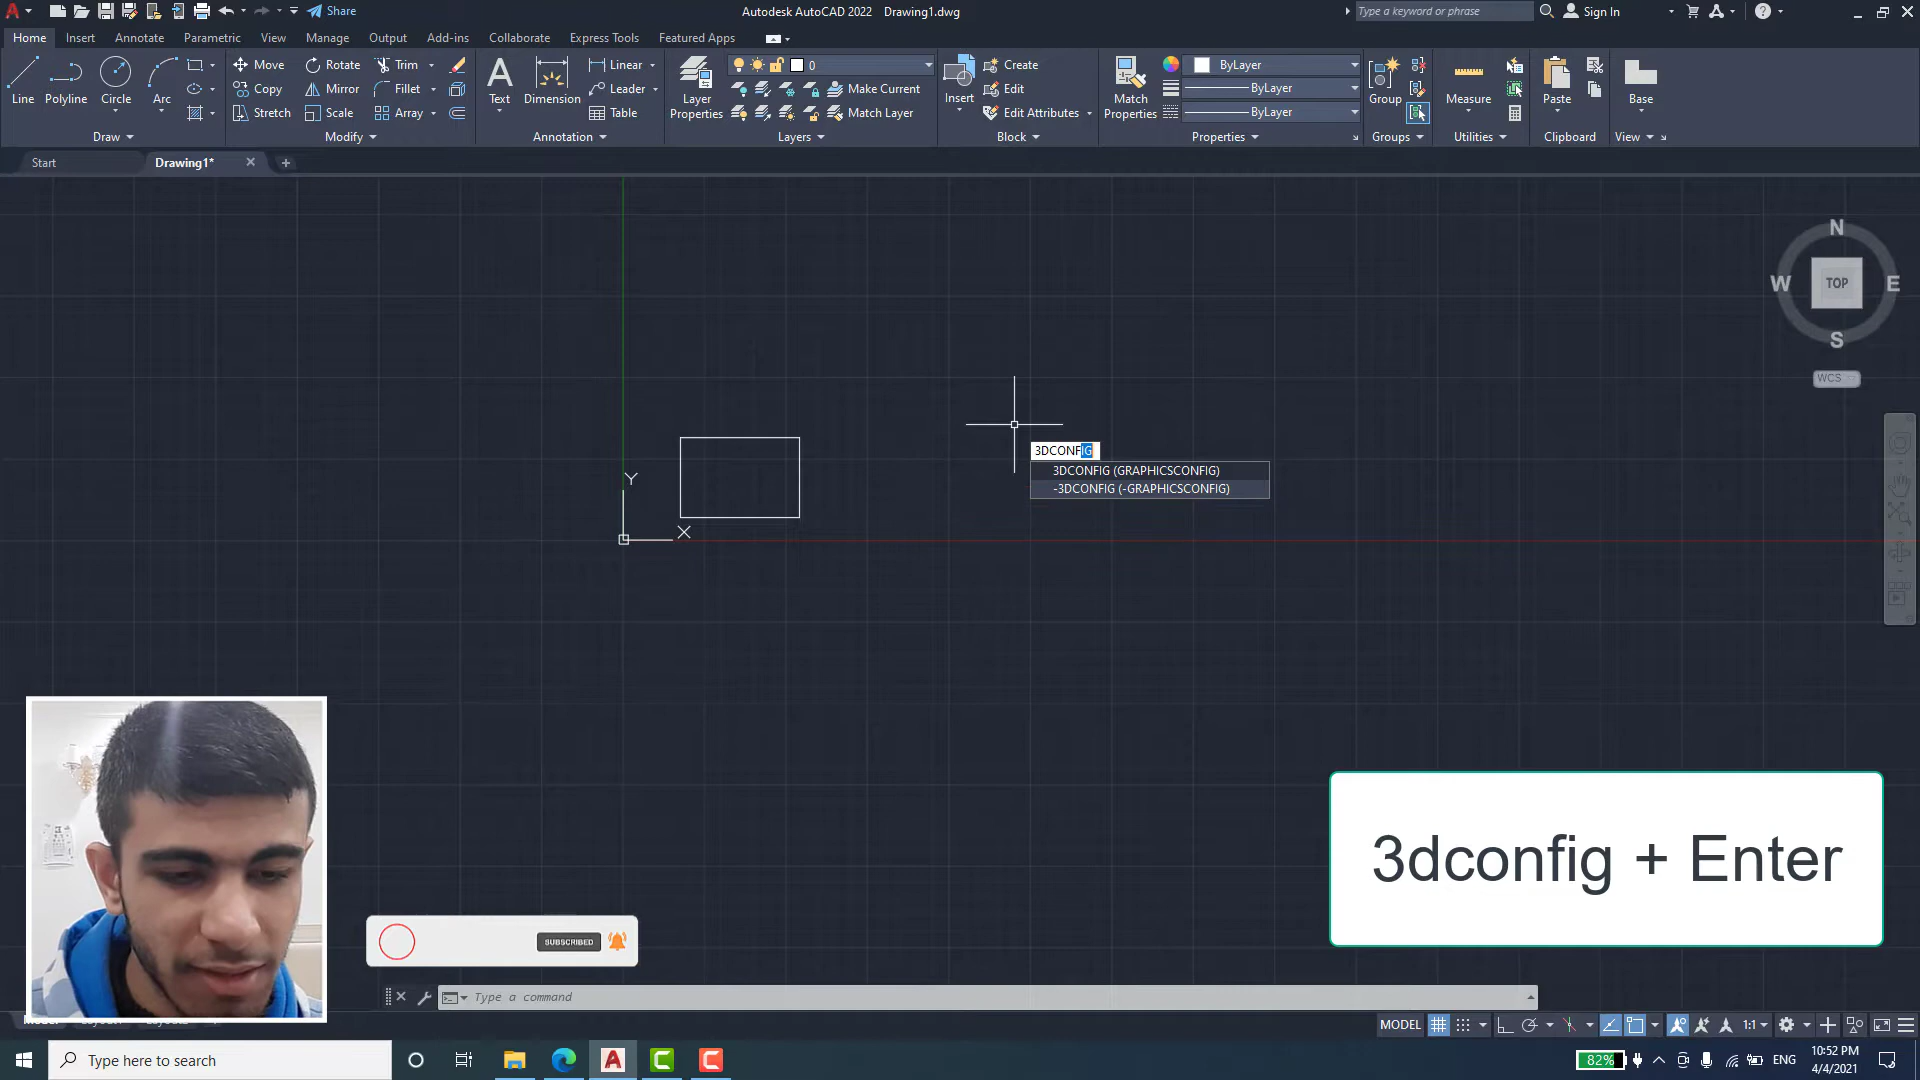 Share
Autodesk AutoCAD 2022 Drawing1.dwg
Type a keyword or phrase
Sign In
Home Insert Annotate Parametric View Manage Output Add-ins Collaborate Express Tools Featured Apps
Line
Polyline
Circle
Arc
Draw
Move
Rotate
Trim
Copy
Mirror
Fillet
Stretch
Scale
Array
Modify
Text
Dimension
Linear
Leader
Table
Annotation
Layer
Properties
0
Make Current
Match Layer
Layers
Insert
Create
Edit
Edit Attributes
Block
Match
Properties
ByLayer
ByLayer
ByLayer
Properties
Group
Groups
Measure
Utilities
Paste
Clipboard
Base
View
Start
Drawing1*
N
W
TOP
E
S
WCS
Y
X
3DCONFIG
3DCONFIG (GRAPHICSCONFIG)
-3DCONFIG (-GRAPHICSCONFIG)
3dconfig + Enter
SUBSCRIBED
Type a command
MODEL
1:1
Type here to search
82%
ENG
10:52 PM
4/4/2021